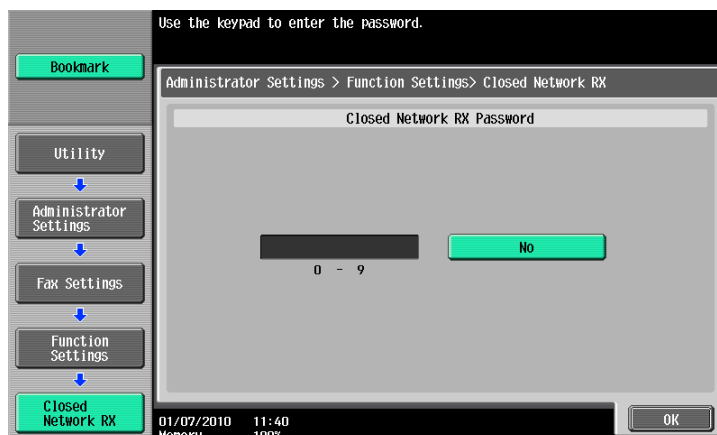 Use the keypad to enter the password.
Bookmark
Administrator Settings > Function Settings> Closed Network RX
Closed Network RX Password
Utility
Administrator
Settings
Fax Settings
Function
Settings
Closed
Network RX
No
0 - 9
01/07/2010 11:40
Memory 100%
OK